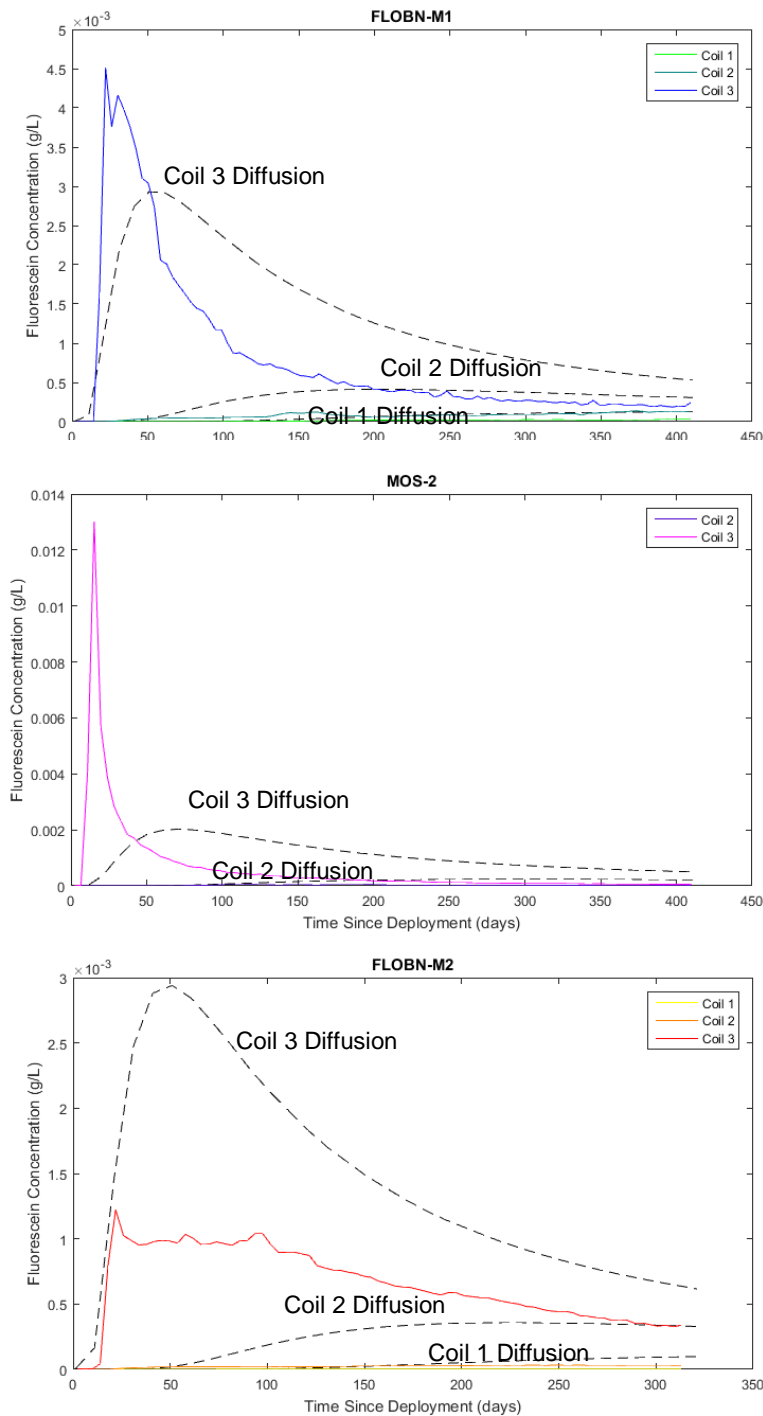 ×10⁻³
FLOBN-M1
Fluorescein Concentration (g/L)
5
4.5
4
3.5
3
2.5
2
1.5
1
0.5
0
Coil 1
Coil 2
Coil 3
Coil 3 Diffusion
Coil 2 Diffusion
Coil 1 Diffusion
0 50 100 150 200 250 300 350 400 450
MOS-2
Fluorescein Concentration (g/L)
0.014
0.012
0.01
0.008
0.006
0.004
0.002
0
Coil 2
Coil 3
Coil 3 Diffusion
Coil 2 Diffusion
0 50 100 150 200 250 300 350 400 450
Time Since Deployment (days)
×10⁻³
FLOBN-M2
Fluorescein Concentration (g/L)
3
2.5
2
1.5
1
0.5
0
Coil 1
Coil 2
Coil 3
Coil 3 Diffusion
Coil 2 Diffusion
Coil 1 Diffusion
0 50 100 150 200 250 300 350
Time Since Deployment (days)